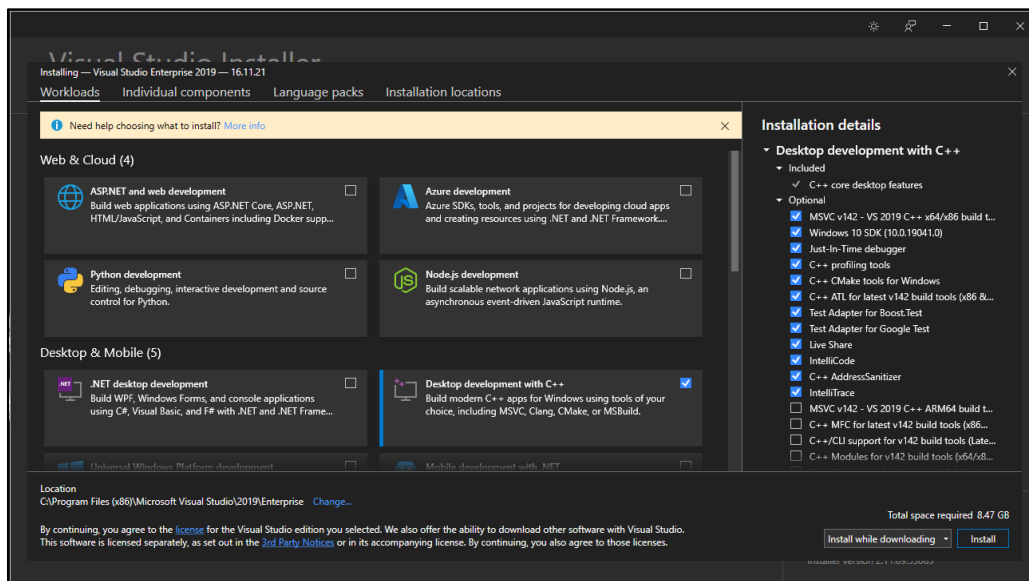 Visual Studio Installer
Installing — Visual Studio Enterprise 2019 — 16.11.21
Workloads Individual components Language packs Installation locations
Need help choosing what to install? More info
Web & Cloud (4)
ASP.NET and web development
Build web applications using ASP.NET Core, ASP.NET,
HTML/JavaScript, and Containers including Docker supp...
Azure development
Azure SDKs, tools, and projects for developing cloud apps
and creating resources using .NET and .NET Framework...
Python development
Editing, debugging, interactive development and source
control for Python.
Node.js development
Build scalable network applications using Node.js, an
asynchronous event-driven JavaScript runtime.
Desktop & Mobile (5)
.NET
.NET desktop development
Build WPF, Windows Forms, and console applications
using C#, Visual Basic, and F# with .NET and .NET Frame...
Desktop development with C++
Build modern C++ apps for Windows using tools of your
choice, including MSVC, Clang, CMake, or MSBuild.
Universal Windows Platform development
Mobile development with .NET
Installation details
Desktop development with C++
Included
C++ core desktop features
Optional
MSVC v142 - VS 2019 C++ x64/x86 build t...
Windows 10 SDK (10.0.19041.0)
Just-In-Time debugger
C++ profiling tools
C++ CMake tools for Windows
C++ ATL for latest v142 build tools (x86 &...
Test Adapter for Boost.Test
Test Adapter for Google Test
Live Share
IntelliCode
C++ AddressSanitizer
IntelliTrace
MSVC v142 - VS 2019 C++ ARM64 build t...
C++ MFC for latest v142 build tools (x86...
C++/CLI support for v142 build tools (Late...
C++ Modules for v142 build tools (x64/x8...
Location
C:\Program Files (x86)\Microsoft Visual Studio\2019\Enterprise Change...
By continuing, you agree to the license for the Visual Studio edition you selected. We also offer the ability to download other software with Visual Studio.
This software is licensed separately, as set out in the 3rd Party Notices or in its accompanying license. By continuing, you also agree to those licenses.
Total space required 8.47 GB
Install while downloading Install